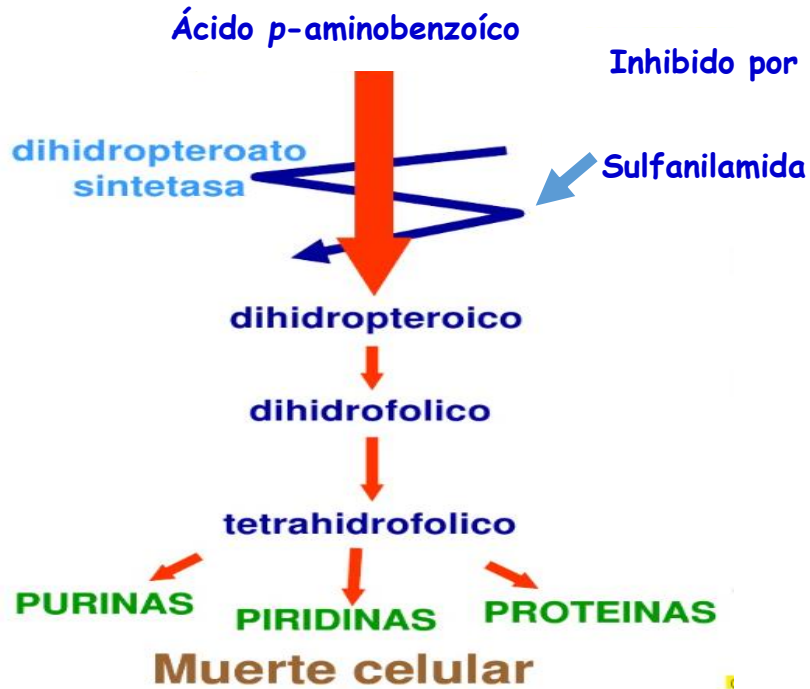 Ácido p-aminobenzoíco
Inhibido por
dihidropteroato
sintetasa
Sulfanilamida
dihidropteroico
dihidrofolico
tetrahidrofolico
PURINAS
PIRIDINAS
PROTEINAS
Muerte celular